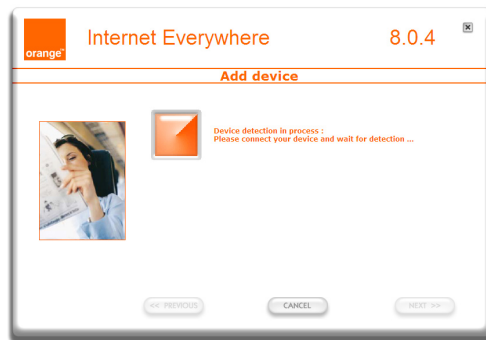 orange™
Internet Everywhere
8.0.4
Add device
Device detection in process :
Please connect your device and wait for detection ...
<< PREVIOUS
CANCEL
NEXT >>